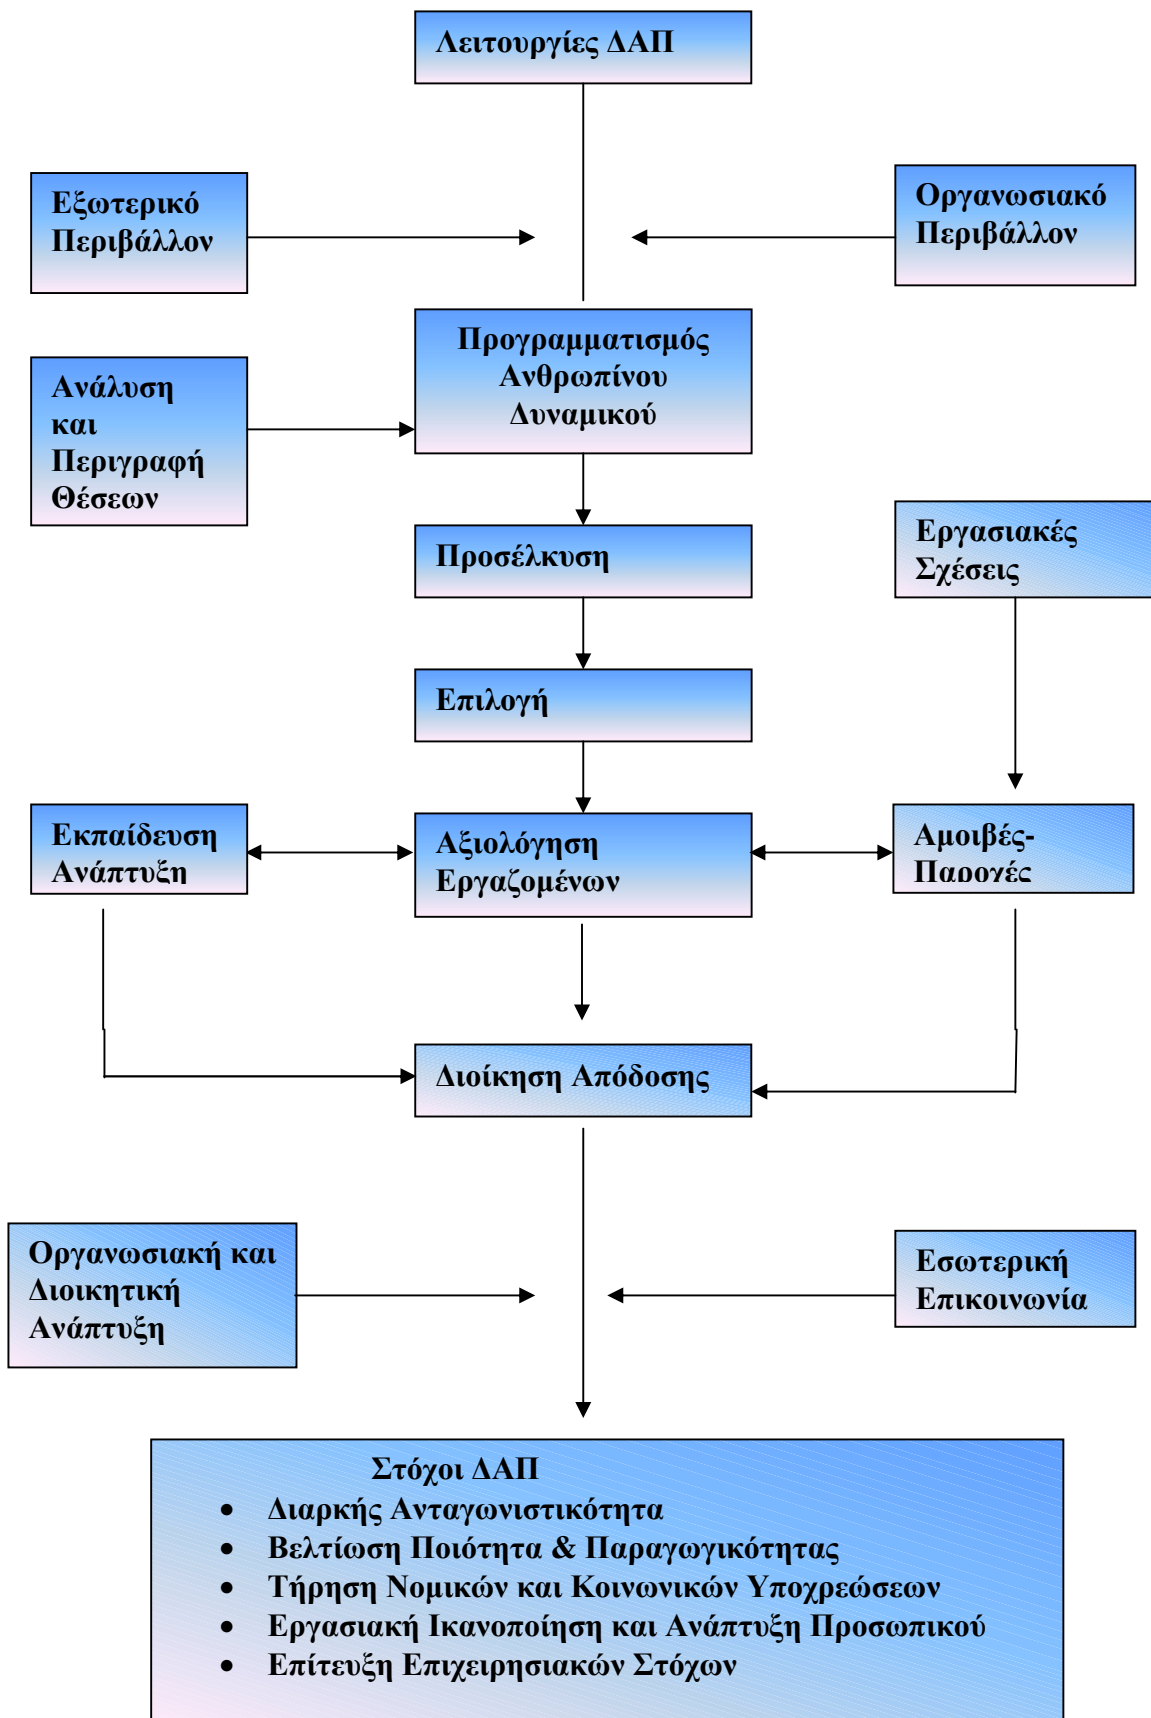 Λειτουργίες ΔΑΠ
Εξωτερικό
Περιβάλλον
Οργανωσιακό
Περιβάλλον
Προγραμματισμός
Ανθρωπίνου
Δυναμικού
Ανάλυση
και
Περιγραφή
Θέσεων
Προσέλκυση
Εργασιακές
Σχέσεις
Επιλογή
Εκπαίδευση
Ανάπτυξη
Αξιολόγηση
Εργαζομένων
Αμοιβές-
Παροχές
Διοίκηση Απόδοσης
Οργανωσιακή και
Διοικητική
Ανάπτυξη
Εσωτερική
Επικοινωνία
Στόχοι ΔΑΠ
• Διαρκής Ανταγωνιστικότητα
• Βελτίωση Ποιότητα & Παραγωγικότητας
• Τήρηση Νομικών και Κοινωνικών Υποχρεώσεων
• Εργασιακή Ικανοποίηση και Ανάπτυξη Προσωπικού
• Επίτευξη Επιχειρησιακών Στόχων